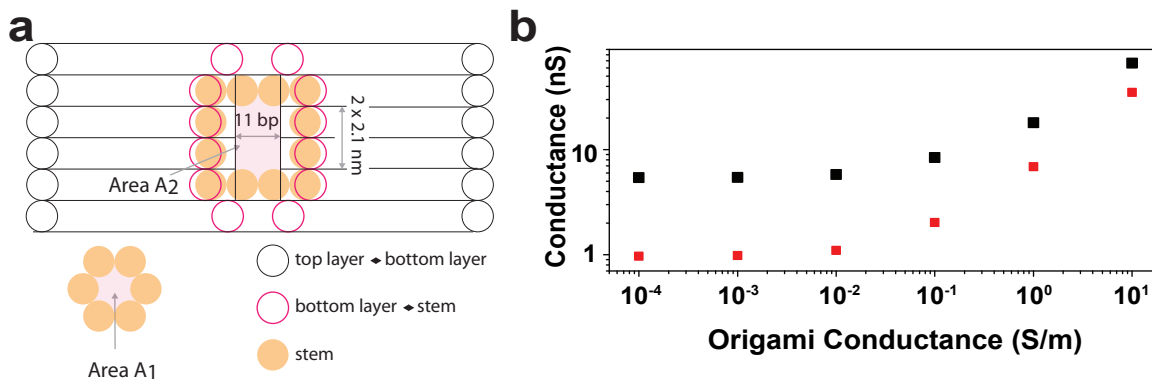 a
11 bp
2 x 2.1 nm
Area A2
top layer ◆ bottom layer
bottom layer ◆ stem
stem
Area A1
b
Conductance (nS)
10
1
10-4
10-3
10-2
10-1
100
101
Origami Conductance (S/m)